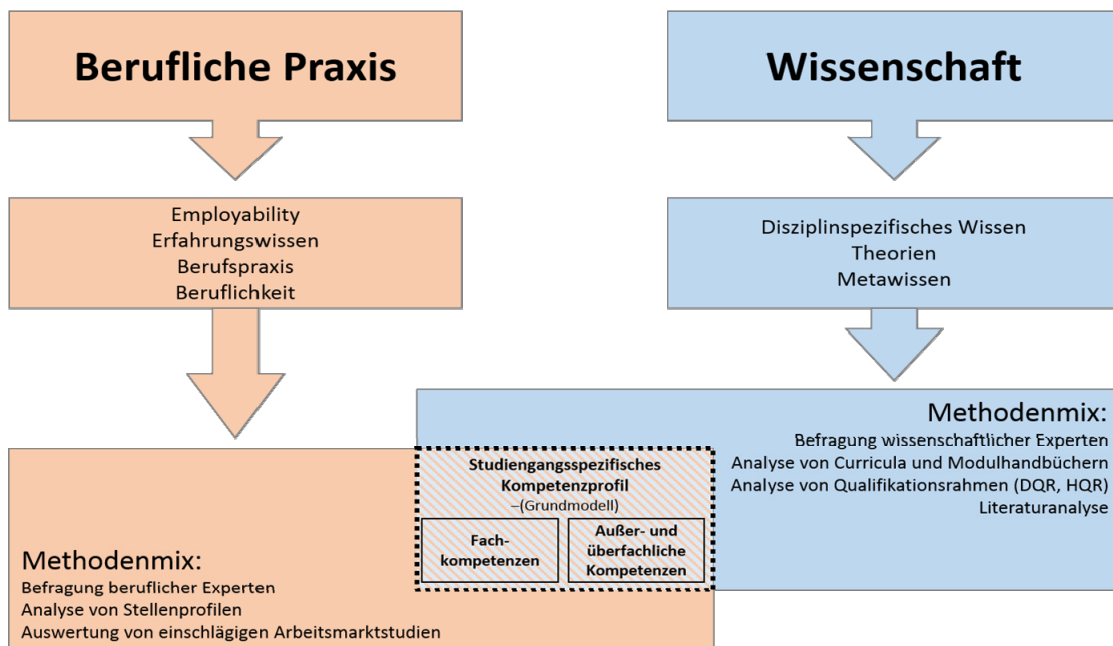 Berufliche Praxis
Employability
Erfahrungswissen
Berufspraxis
Beruflichkeit
Wissenschaft
Disziplinspezifisches Wissen
Theorien
Metawissen
Methodenmix:
Befragung beruflicher Experten
Analyse von Stellenprofilen
Auswertung von einschlägigen Arbeitsmarktstudien
Studiengangsspezifisches
Kompetenzprofil
–(Grundmodell)
Fach-
kompetenzen
Außer- und
überfachliche
Kompetenzen
Methodenmix:
Befragung wissenschaftlicher Experten
Analyse von Curricula und Modulhandbüchern
Analyse von Qualifikationsrahmen (DQR, HQR)
Literaturanalyse